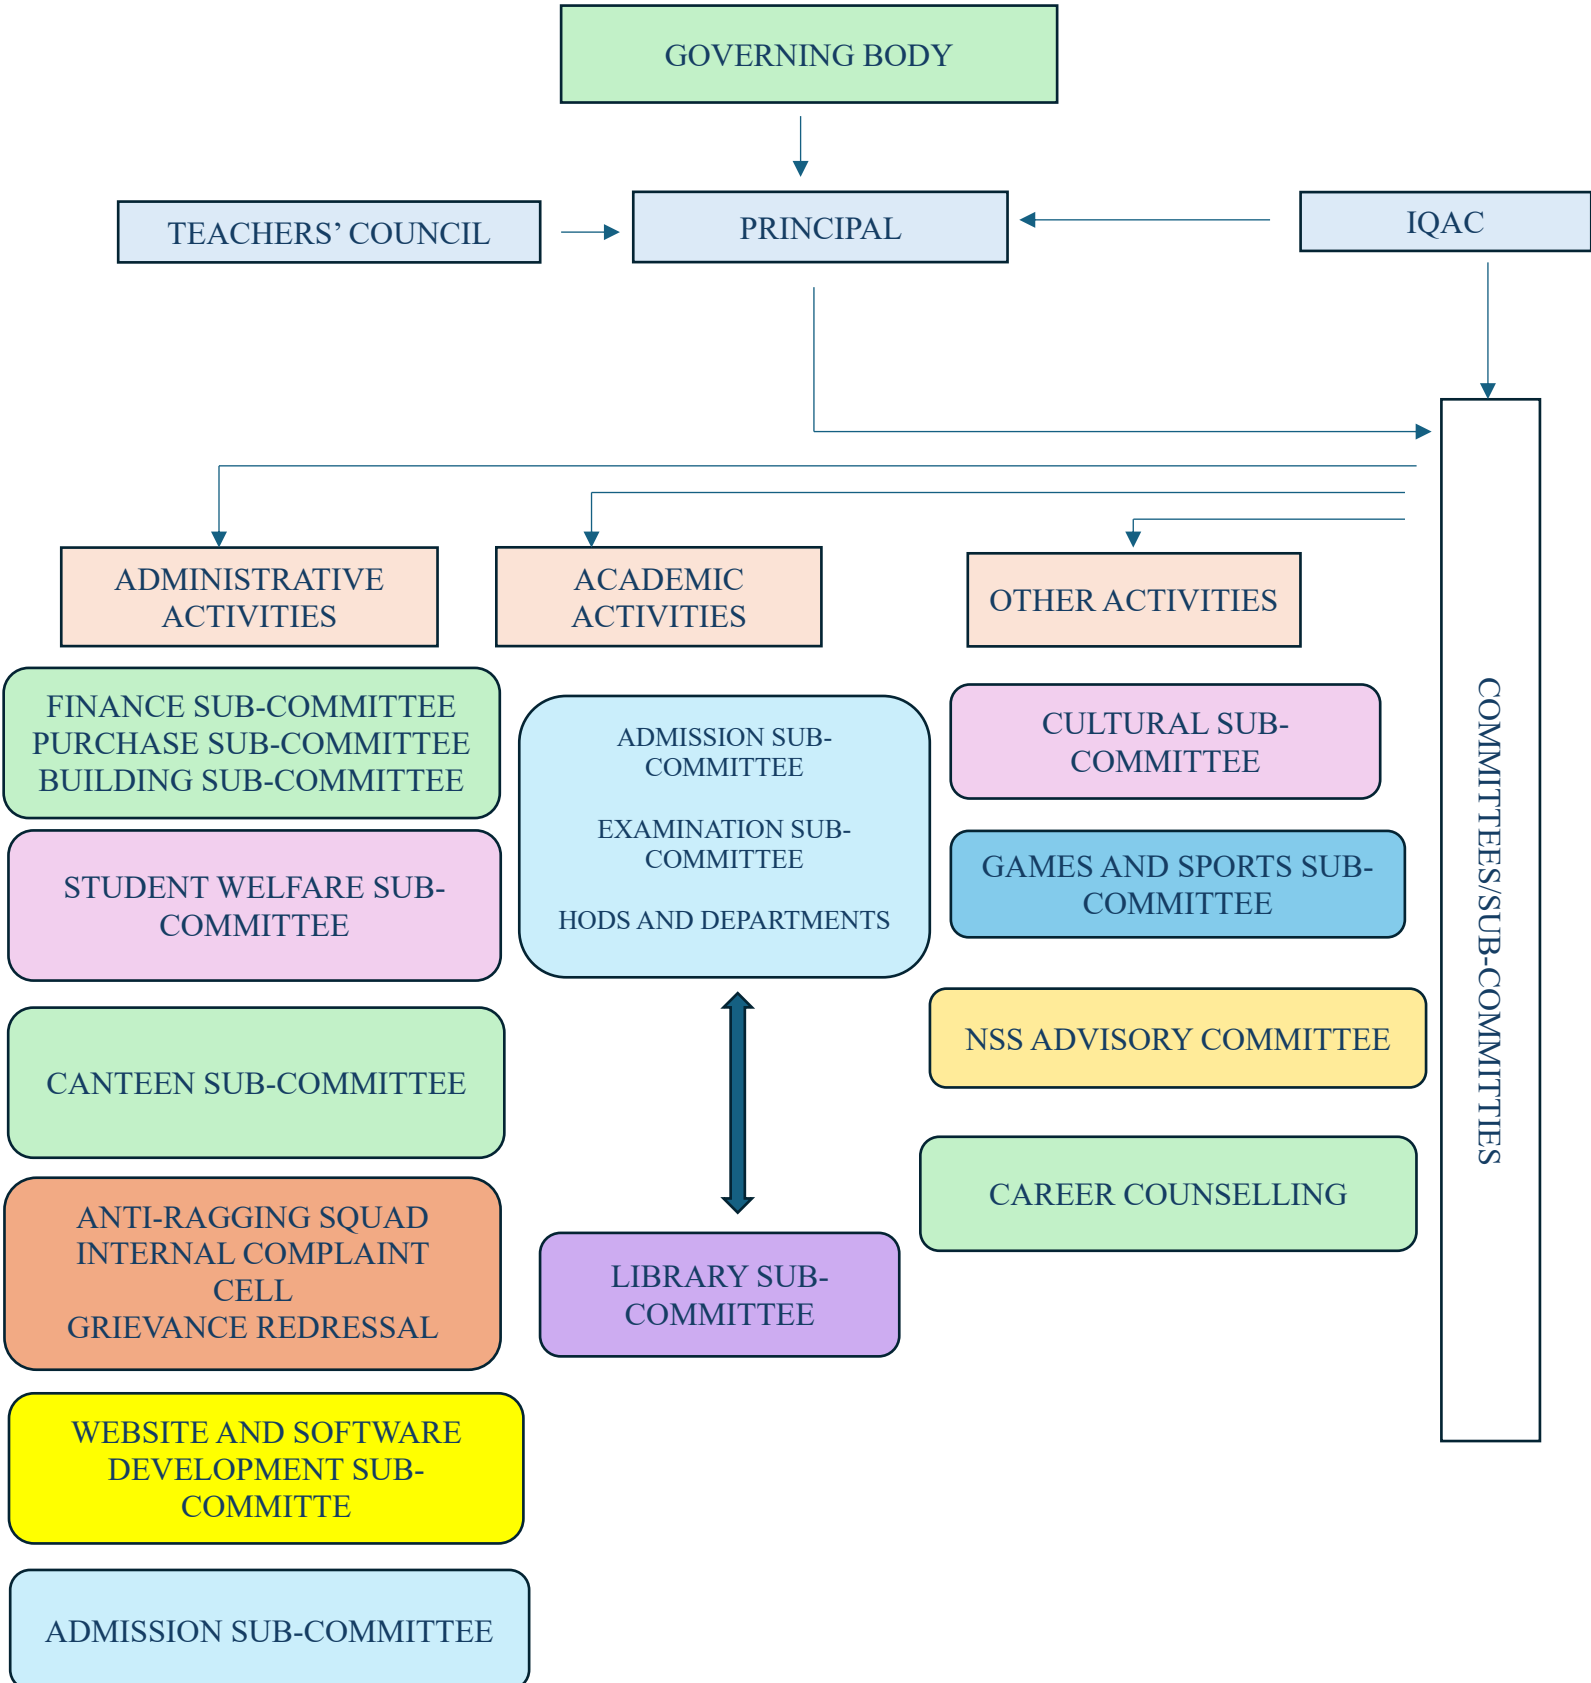 GOVERNING BODY
TEACHERS’ COUNCIL
PRINCIPAL
IQAC
COMMITTEES/SUB-COMMITTIES
ADMINISTRATIVE
ACTIVITIES
FINANCE SUB-COMMITTEE
PURCHASE SUB-COMMITTEE
BUILDING SUB-COMMITTEE
STUDENT WELFARE SUB-
COMMITTEE
CANTEEN SUB-COMMITTEE
ANTI-RAGGING SQUAD
INTERNAL COMPLAINT
CELL
GRIEVANCE REDRESSAL
WEBSITE AND SOFTWARE
DEVELOPMENT SUB-
COMMITTE
ADMISSION SUB-COMMITTEE
ACADEMIC
ACTIVITIES
ADMISSION SUB-
COMMITTEE
EXAMINATION SUB-
COMMITTEE
HODS AND DEPARTMENTS
LIBRARY SUB-
COMMITTEE
OTHER ACTIVITIES
CULTURAL SUB-
COMMITTEE
GAMES AND SPORTS SUB-
COMMITTEE
NSS ADVISORY COMMITTEE
CAREER COUNSELLING